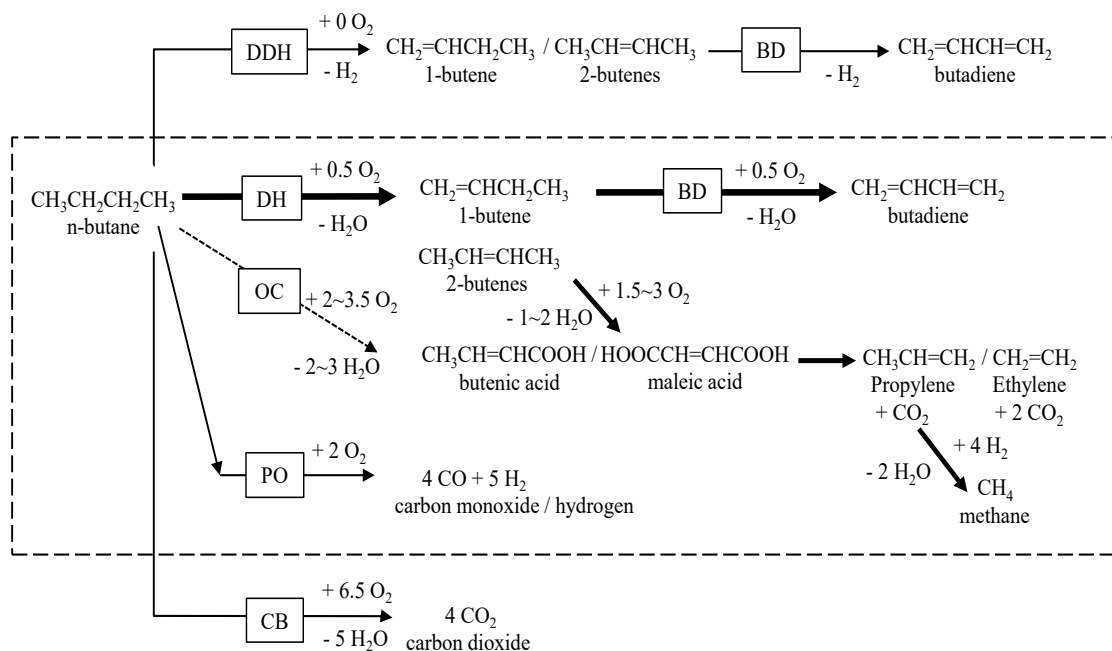 + 0 O₂
DDH
- H₂
CH₂=CHCH₂CH₃ / CH₃CH=CHCH₃
1-butene
2-butenes
BD
- H₂
CH₂=CHCH=CH₂
butadiene
CH₃CH₂CH₂CH₃
n-butane
+ 0.5 O₂
DH
- H₂O
CH₂=CHCH₂CH₃
1-butene
+ 0.5 O₂
BD
- H₂O
CH₂=CHCH=CH₂
butadiene
CH₃CH=CHCH₃
2-butenes
OC
+ 2~3.5 O₂
- 2~3 H₂O
+ 1.5~3 O₂
- 1~2 H₂O
CH₃CH=CHCOOH / HOOCCH=CHCOOH
butenic acid
maleic acid
CH₃CH=CH₂ / CH₂=CH₂
Propylene
Ethylene
+ CO₂
+ 2 CO₂
+ 4 H₂
- 2 H₂O
CH₄
methane
PO
+ 2 O₂
4 CO + 5 H₂
carbon monoxide / hydrogen
+ 6.5 O₂
CB
- 5 H₂O
4 CO₂
carbon dioxide